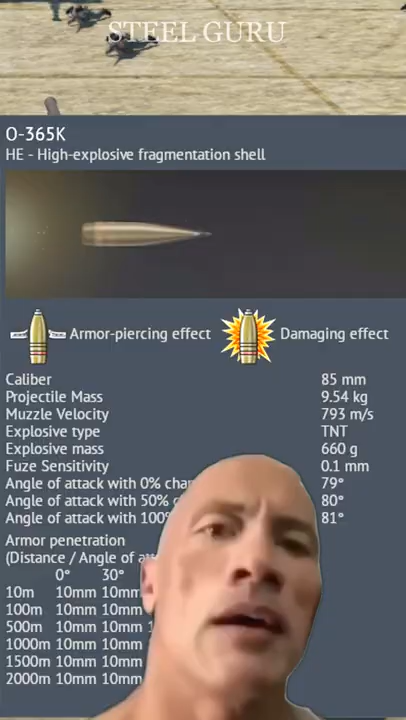 STEEL GURU
O-365K
HE - High-explosive fragmentation shell
Armor-piercing effect Damaging effect
Caliber 85 mm
Projectile Mass 9.54 kg
Muzzle Velocity 793 m/s
Explosive type TNT
Explosive mass 660 g
Fuze Sensitivity 0.1 mm
Angle of attack with 0% 79°
Angle of attack with 50% 80°
Angle of attack with 100% 81°
Armor penetration
(Distance / Angle of
0° 30°
10m 10mm 10mm
100m 10mm 10mm
500m 10mm 10mm
1000m 10mm 10mm
1500m 10mm 10mm
2000m 10mm 10mm